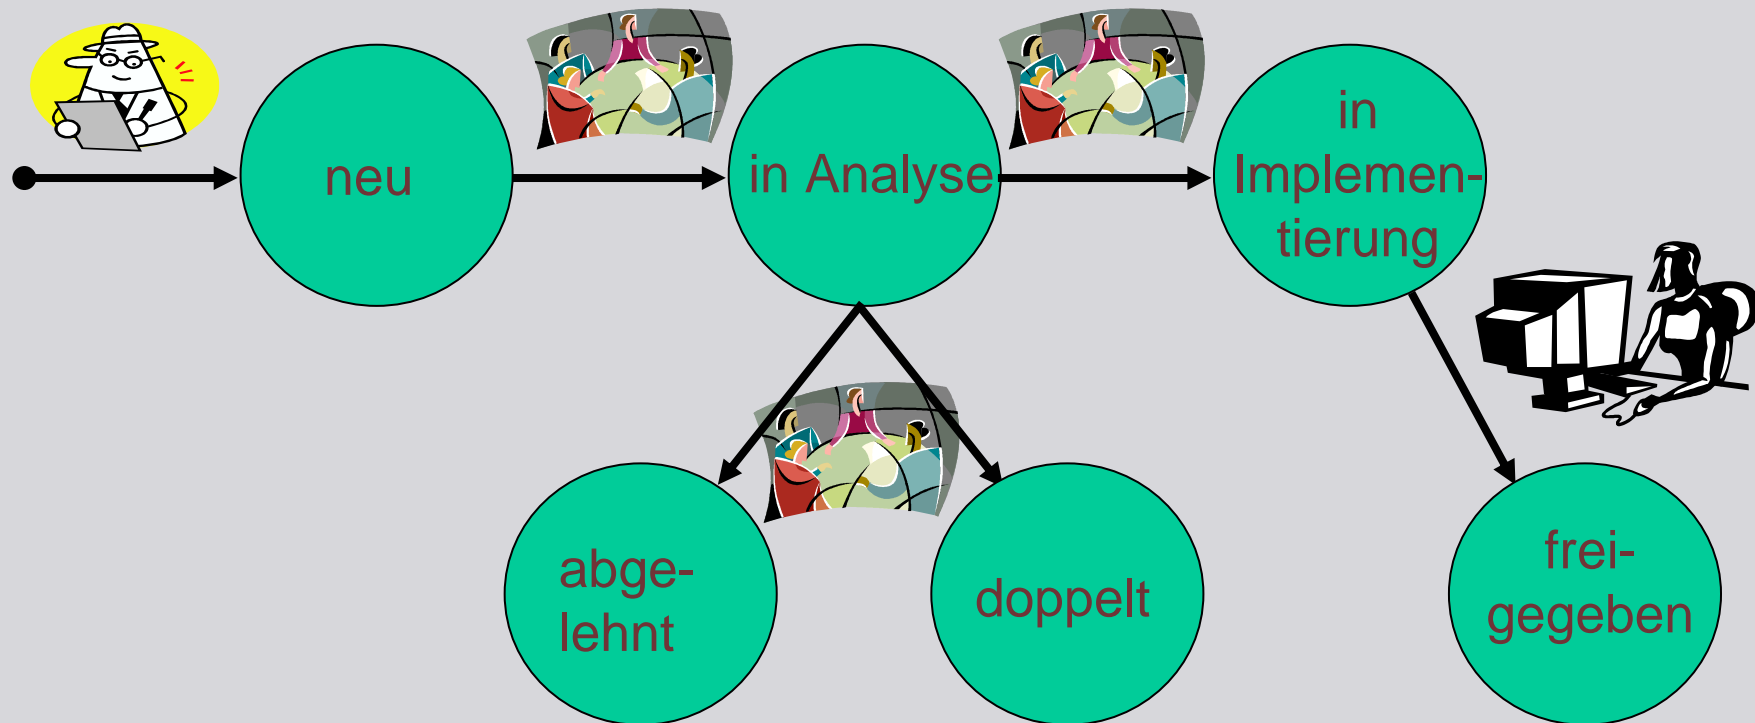 neu
in Analyse
in
Implemen-
tierung
abge-
lehnt
doppelt
frei-
gegeben